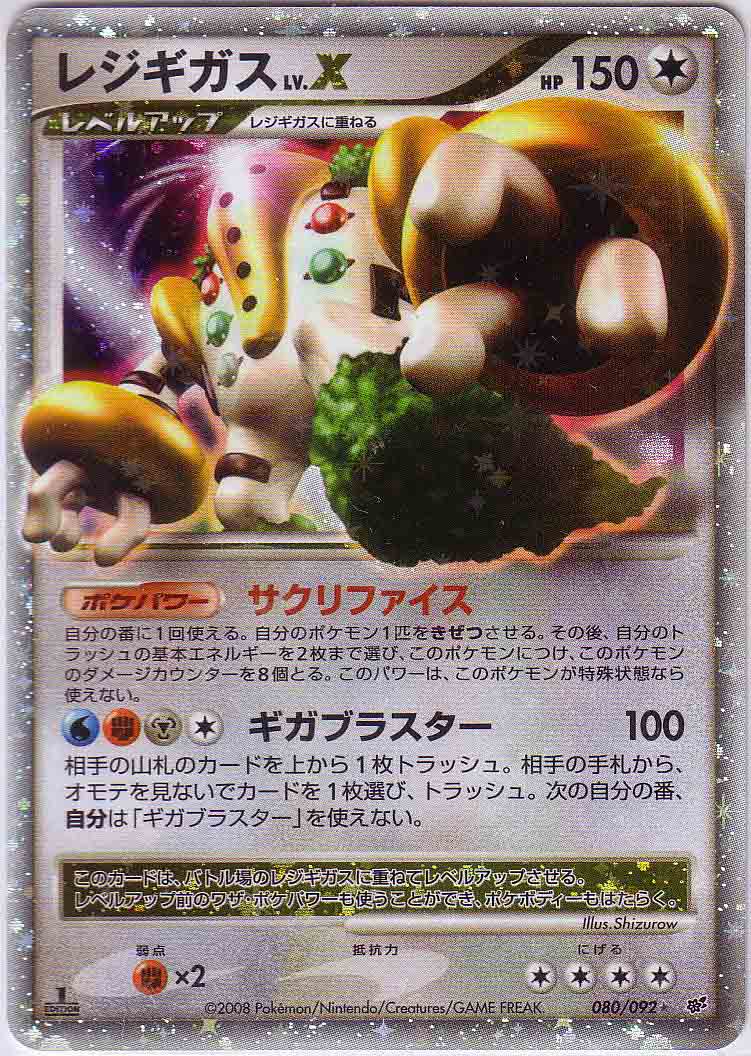 レジギガス LV.X HP 150
レベルアップ レジギガスに重ねる
ポケパワー サクリファイス
自分の番に1回使える。自分のポケモン1匹をきぜつさせる。その後、自分のト
ラッシュの基本エネルギーを2枚まで選び、このポケモンにつけ、このポケモン
のダメージカウンターを8個とる。このパワーは、このポケモンが特殊状態なら
使えない。
ギガブラスター 100
相手の山札のカードを上から1枚トラッシュ。相手の手札から、
オモテを見ないでカードを1枚選び、トラッシュ。次の自分の番、
自分は「ギガブラスター」を使えない。
このカードは、バトル場のレジギガスに重ねてレベルアップさせる。
レベルアップ前のワザ・ポケパワーも使うことができ、ポケボディーもはたらく。
Illus.Shizurow
弱点 抵抗力 にげる
×2
1 EDITION ©2008 Pokémon/Nintendo/Creatures/GAME FREAK. 080/092★